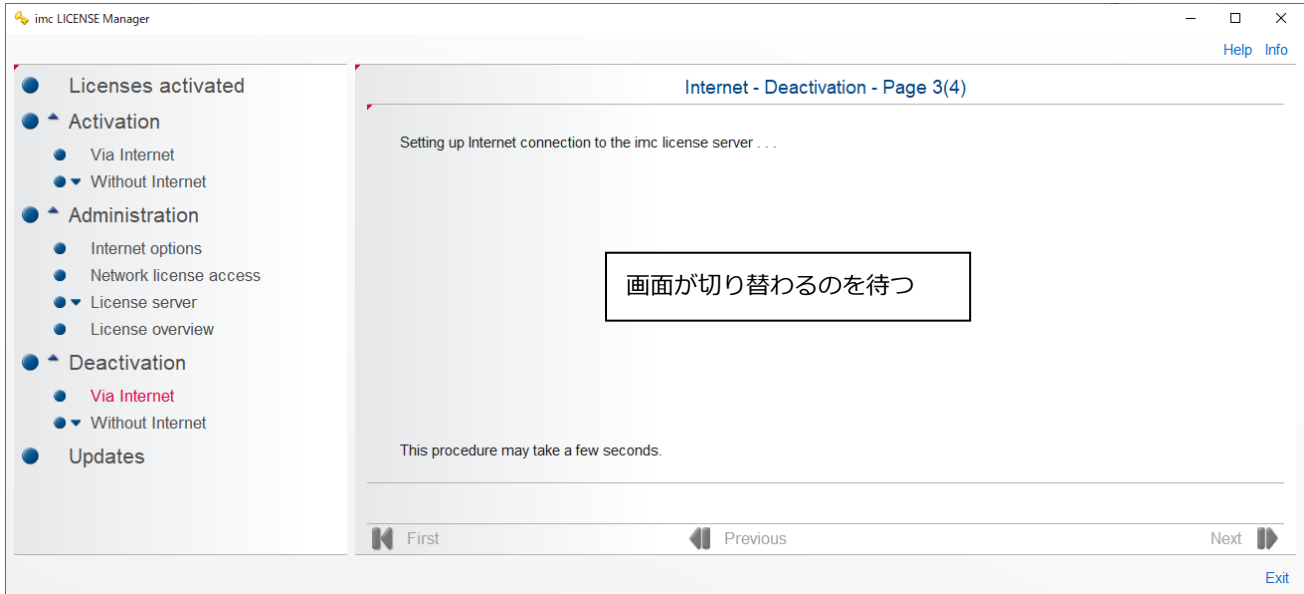 imc LICENSE Manager
Help Info
Licenses activated
Activation
Via Internet
Without Internet
Administration
Internet options
Network license access
License server
License overview
Deactivation
Via Internet
Without Internet
Updates
Internet - Deactivation - Page 3(4)
Setting up Internet connection to the imc license server . . .
画面が切り替わるのを待つ
This procedure may take a few seconds.
First Previous Next
Exit